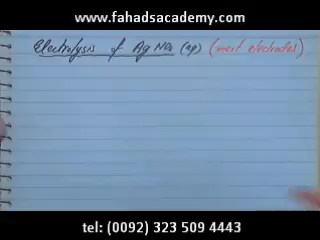 www.fahadsacademy.com
Electrolysis of AgNO3 (aq) (inert electrodes)
tel: (0092) 323 509 4443